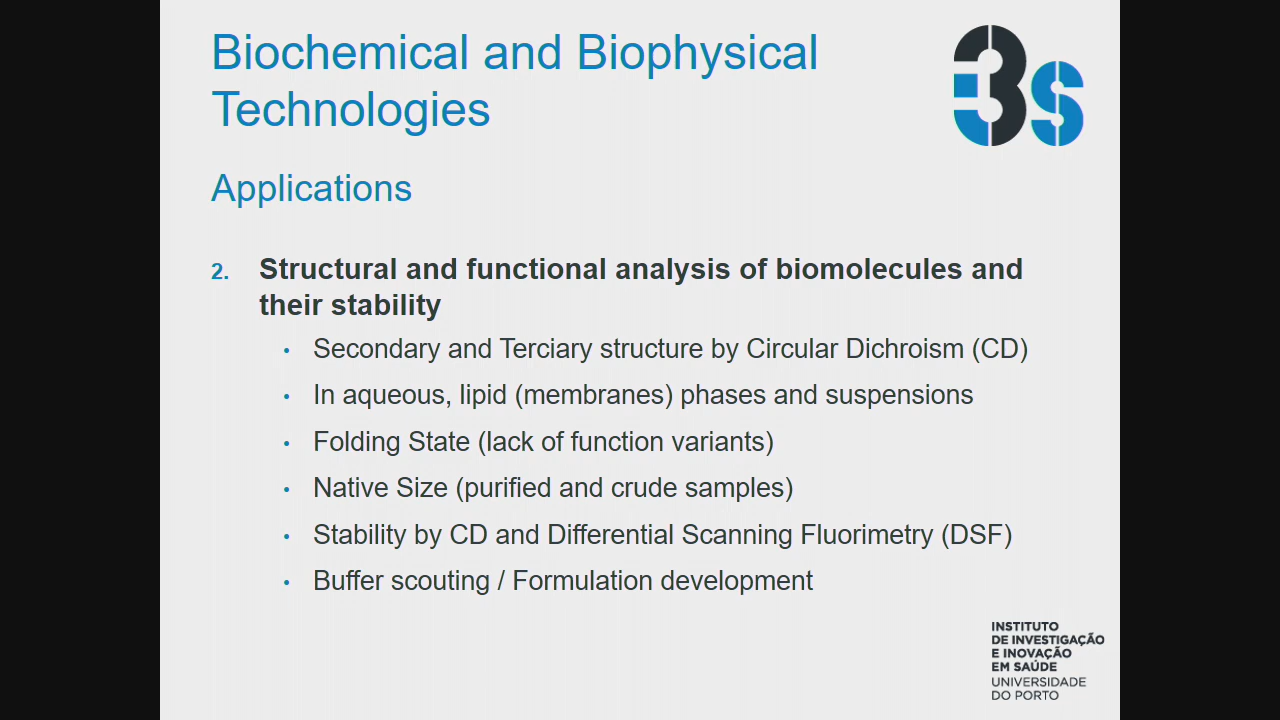 Biochemical and Biophysical
Technologies
i3s
Applications
2. Structural and functional analysis of biomolecules and
their stability
• Secondary and Terciary structure by Circular Dichroism (CD)
• In aqueous, lipid (membranes) phases and suspensions
• Folding State (lack of function variants)
• Native Size (purified and crude samples)
• Stability by CD and Differential Scanning Fluorimetry (DSF)
• Buffer scouting / Formulation development
INSTITUTO
DE INVESTIGAÇÃO
E INOVAÇÃO
EM SAÚDE
UNIVERSIDADE
DO PORTO